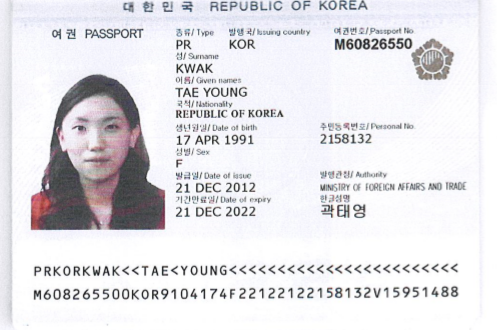 대한민국 REPUBLIC OF KOREA
여권 PASSPORT
종류/ Type 발행국/ Issuing country 여권번호/ Passport No.
PR KOR M60826550
성/ Surname
KWAK
이름/ Given names
TAE YOUNG
국적/ Nationality
REPUBLIC OF KOREA
생년월일/ Date of birth 주민등록번호/ Personal No.
17 APR 1991 2158132
성별/ Sex
F
발급일/ Date of issue 발행관청/ Authority
21 DEC 2012 MINISTRY OF FOREIGN AFFAIRS AND TRADE
기간만료일/ Date of expiry 한글성명
21 DEC 2022 곽태영
PRKORKWAK<<TAE<YOUNG<<<<<<<<<<<<<<<<<<<<<<<<
M608265500KOR9104174F22122122158132V15951488